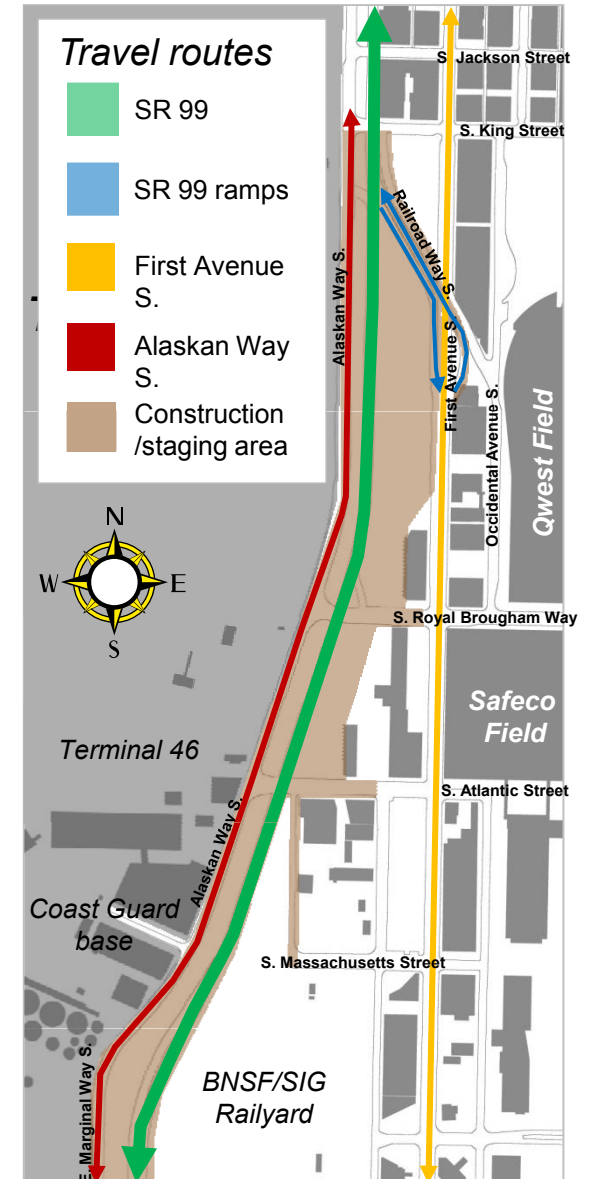 Travel routes
SR 99
SR 99 ramps
First Avenue
S.
Alaskan Way
S.
Construction
/staging area
S. Jackson Street
S. King Street
Railroad Way S.
Alaskan Way S.
First Avenue S.
Occidental Avenue S.
Qwest Field
N
W
E
S
S. Royal Brougham Way
Safeco
Field
Terminal 46
S. Atlantic Street
Alaskan Way S.
Coast Guard
base
S. Massachusetts Street
BNSF/SIG
Railyard
E. Marginal Way S.